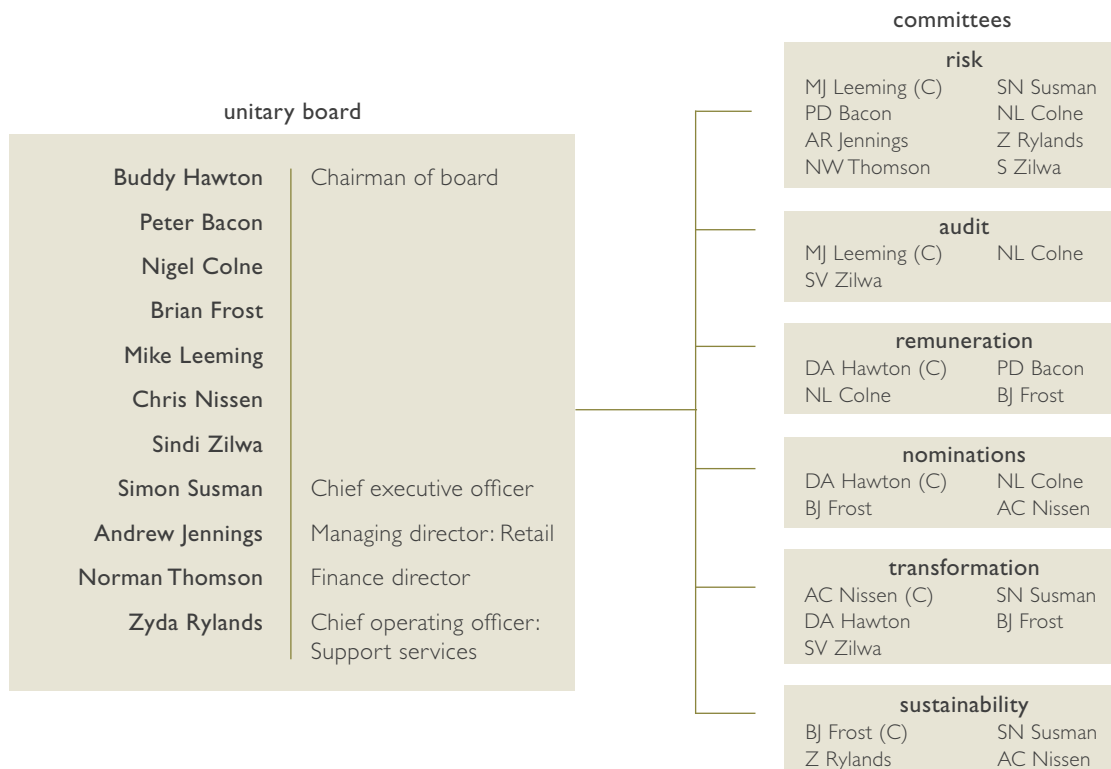 committees
unitary board
Buddy Hawton Chairman of board
Peter Bacon
Nigel Colne
Brian Frost
Mike Leeming
Chris Nissen
Sindi Zilwa
Simon Susman Chief executive officer
Andrew Jennings Managing director: Retail
Norman Thomson Finance director
Zyda Rylands Chief operating officer:
Support services
risk
MJ Leeming (C) SN Susman
PD Bacon NL Colne
AR Jennings Z Rylands
NW Thomson S Zilwa
audit
MJ Leeming (C) NL Colne
SV Zilwa
remuneration
DA Hawton (C) PD Bacon
NL Colne BJ Frost
nominations
DA Hawton (C) NL Colne
BJ Frost AC Nissen
transformation
AC Nissen (C) SN Susman
DA Hawton BJ Frost
SV Zilwa
sustainability
BJ Frost (C) SN Susman
Z Rylands AC Nissen